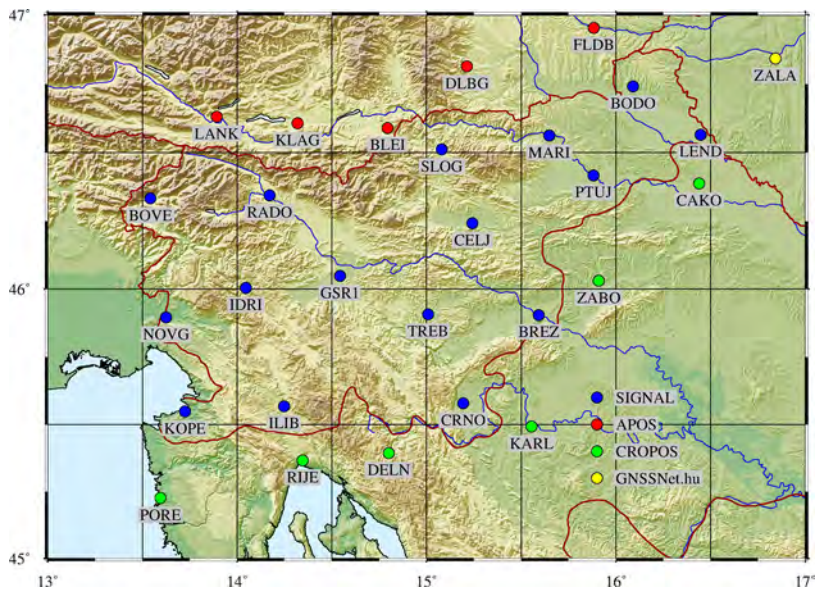 47°
FLDB
ZALA
DLBG
BODO
LANK
KLAG
BLEI
SLOG
MARI
LEND
PTUJ
CAKO
BOVE
RADO
CELJ
46°
IDRI
GSR1
ZABO
NOVG
TREB
BREZ
SIGNAL
KOPE
ILIB
CRNO
APOS
KARL
CROPOS
DELN
RIJE
GNSSNet.hu
PORE
45°
13°
14°
15°
16°
17°